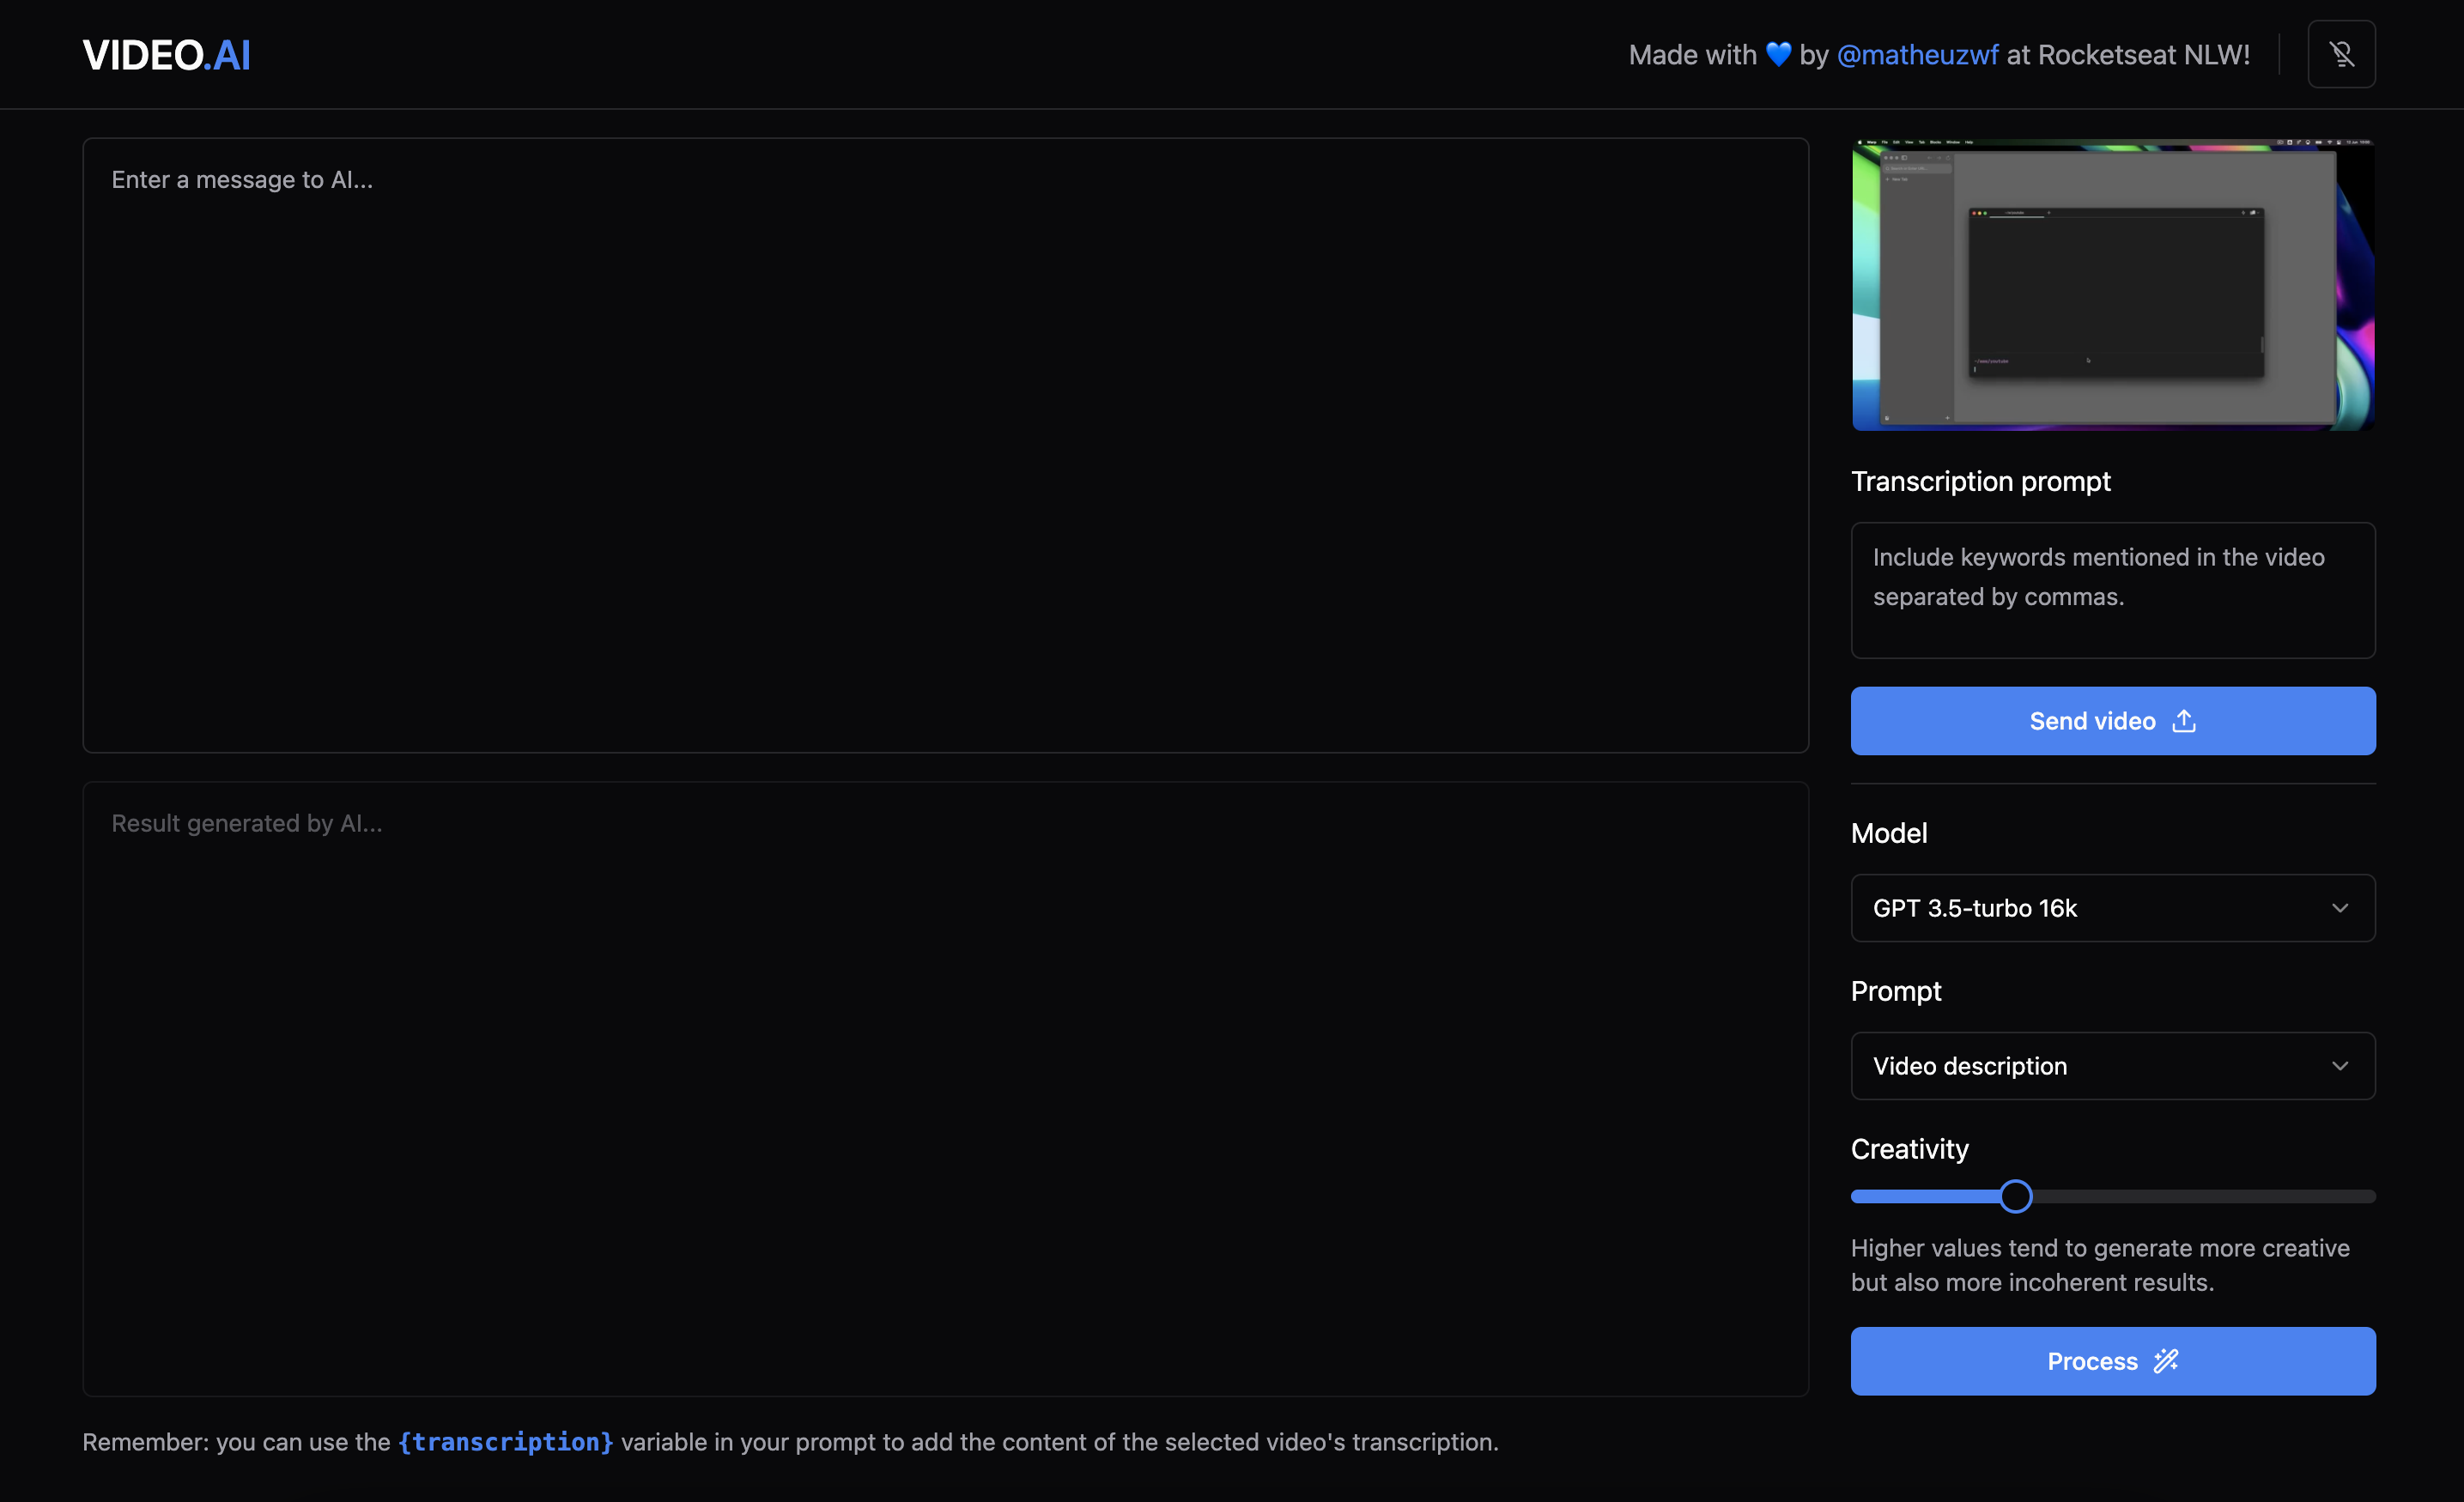 VIDEO.AI
Made with 💙 by @matheuzwf at Rocketseat NLW!
Enter a message to AI...
Transcription prompt
Include keywords mentioned in the video
separated by commas.
Send video
Result generated by AI...
Model
GPT 3.5-turbo 16k
Prompt
Video description
Creativity
Higher values tend to generate more creative
but also more incoherent results.
Process
Remember: you can use the {transcription} variable in your prompt to add the content of the selected video's transcription.